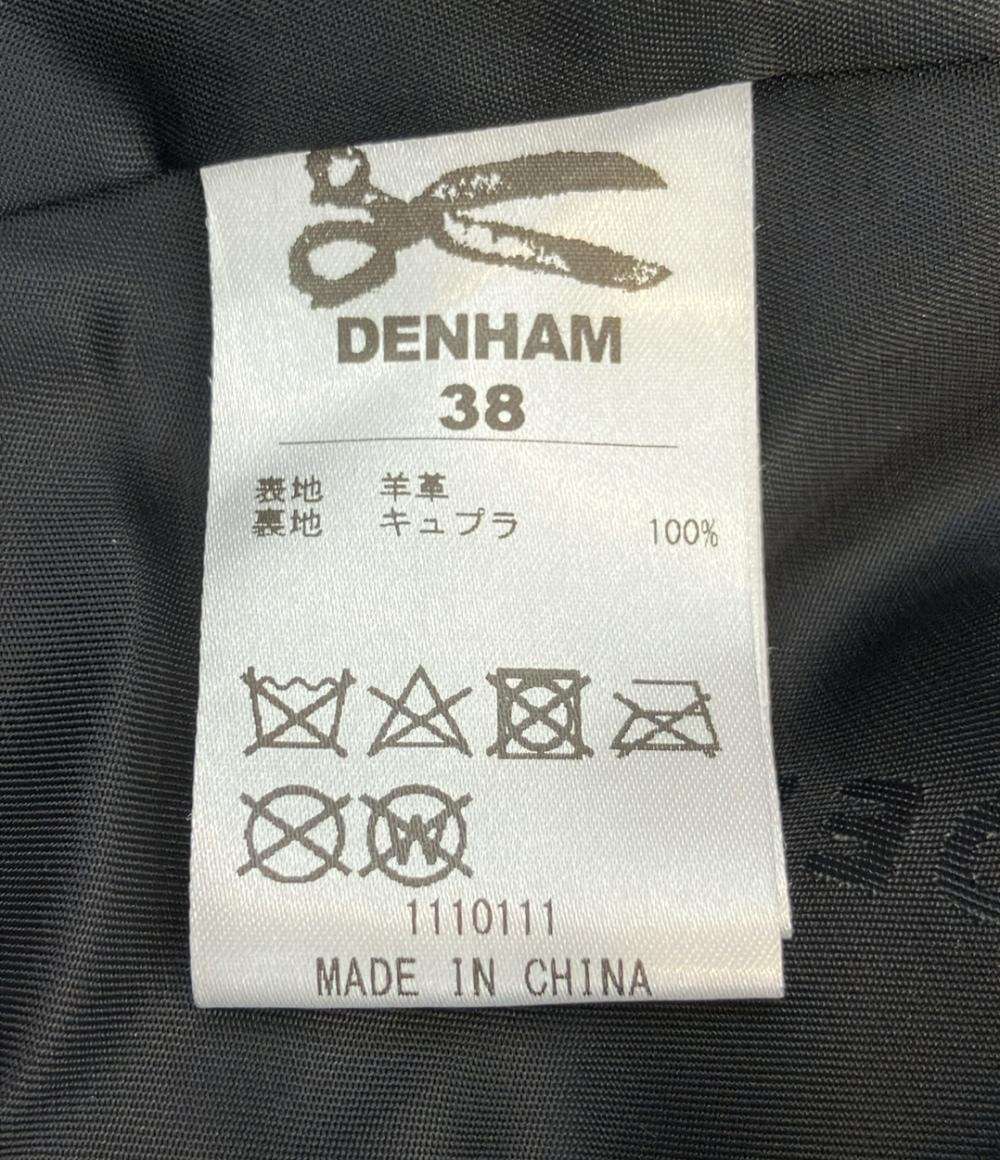 DENHAM
38
表地 羊革
裏地 キュプラ 100%
W
1110111
MADE IN CHINA